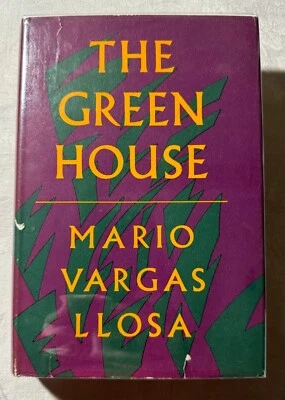 THE
GREEN
HOUSE
MARIO
VARGAS
LLOSA